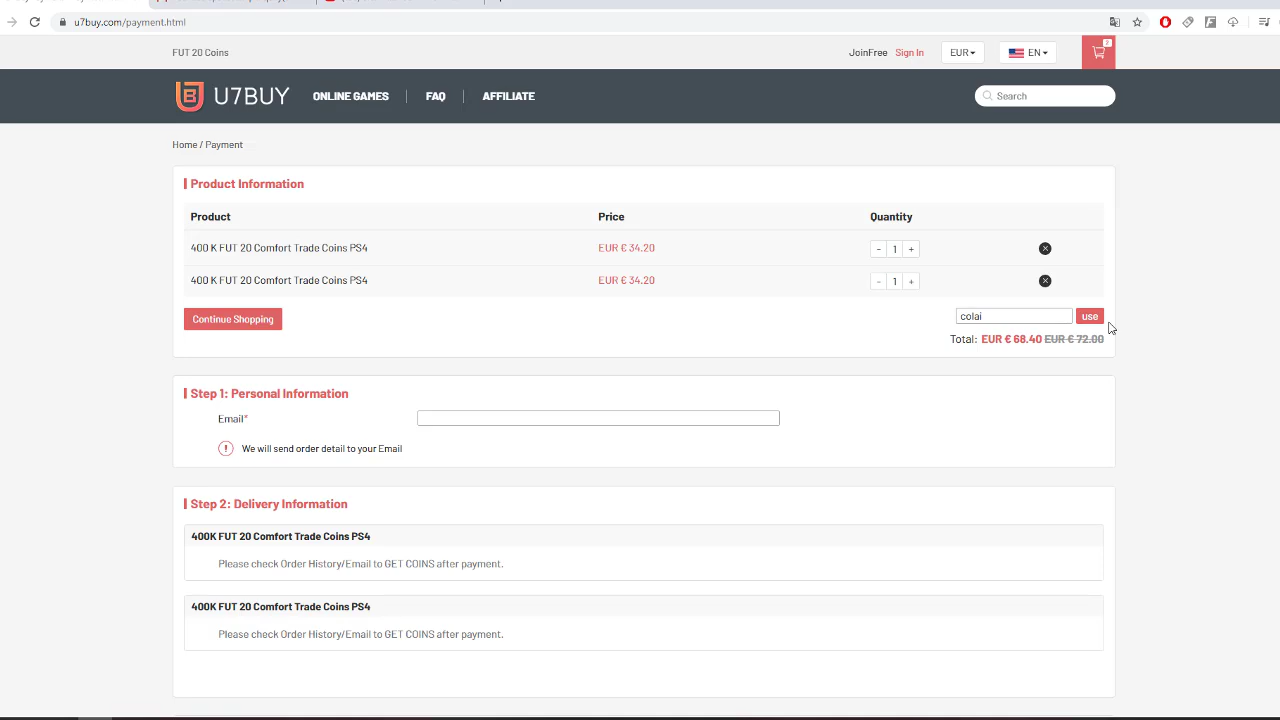 u7buy.com/payment.html
FUT 20 Coins
JoinFree Sign In EUR EN 2
U7BUY ONLINE GAMES FAQ AFFILIATE Search
Home / Payment
Product Information
Product Price Quantity
400 K FUT 20 Comfort Trade Coins PS4 EUR € 34.20 - 1 +
400 K FUT 20 Comfort Trade Coins PS4 EUR € 34.20 - 1 +
Continue Shopping colai use
Total: EUR € 68.40 EUR € 72.00
Step 1: Personal Information
Email*
! We will send order detail to your Email
Step 2: Delivery Information
400K FUT 20 Comfort Trade Coins PS4
Please check Order History/Email to GET COINS after payment.
400K FUT 20 Comfort Trade Coins PS4
Please check Order History/Email to GET COINS after payment.